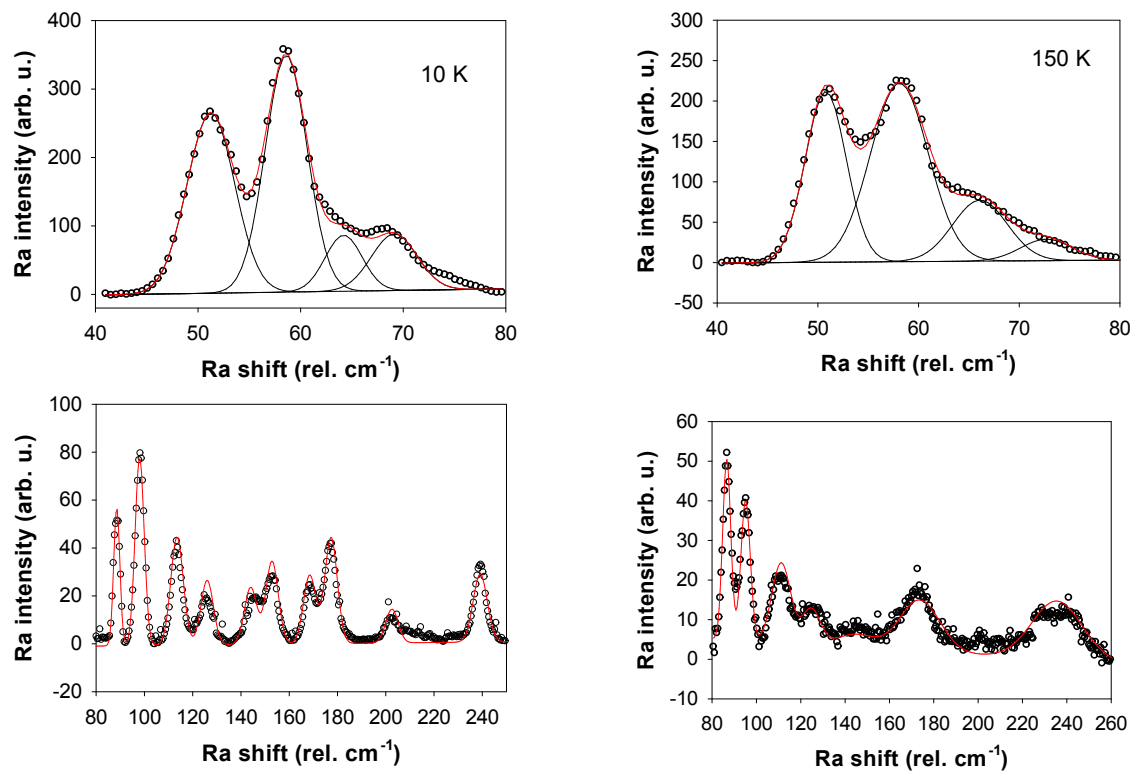 400
300
200
100
0
Ra intensity (arb. u.)
10 K
40 50 60 70 80
Ra shift (rel. cm⁻¹)
300
250
200
150
100
50
0
-50
Ra intensity (arb. u.)
150 K
40 50 60 70 80
Ra shift (rel. cm⁻¹)
100
80
60
40
20
0
-20
Ra intensity (arb. u.)
80 100 120 140 160 180 200 220 240
Ra shift (rel. cm⁻¹)
60
50
40
30
20
10
0
-10
Ra intensity (arb. u.)
80 100 120 140 160 180 200 220 240 260
Ra shift (rel. cm⁻¹)